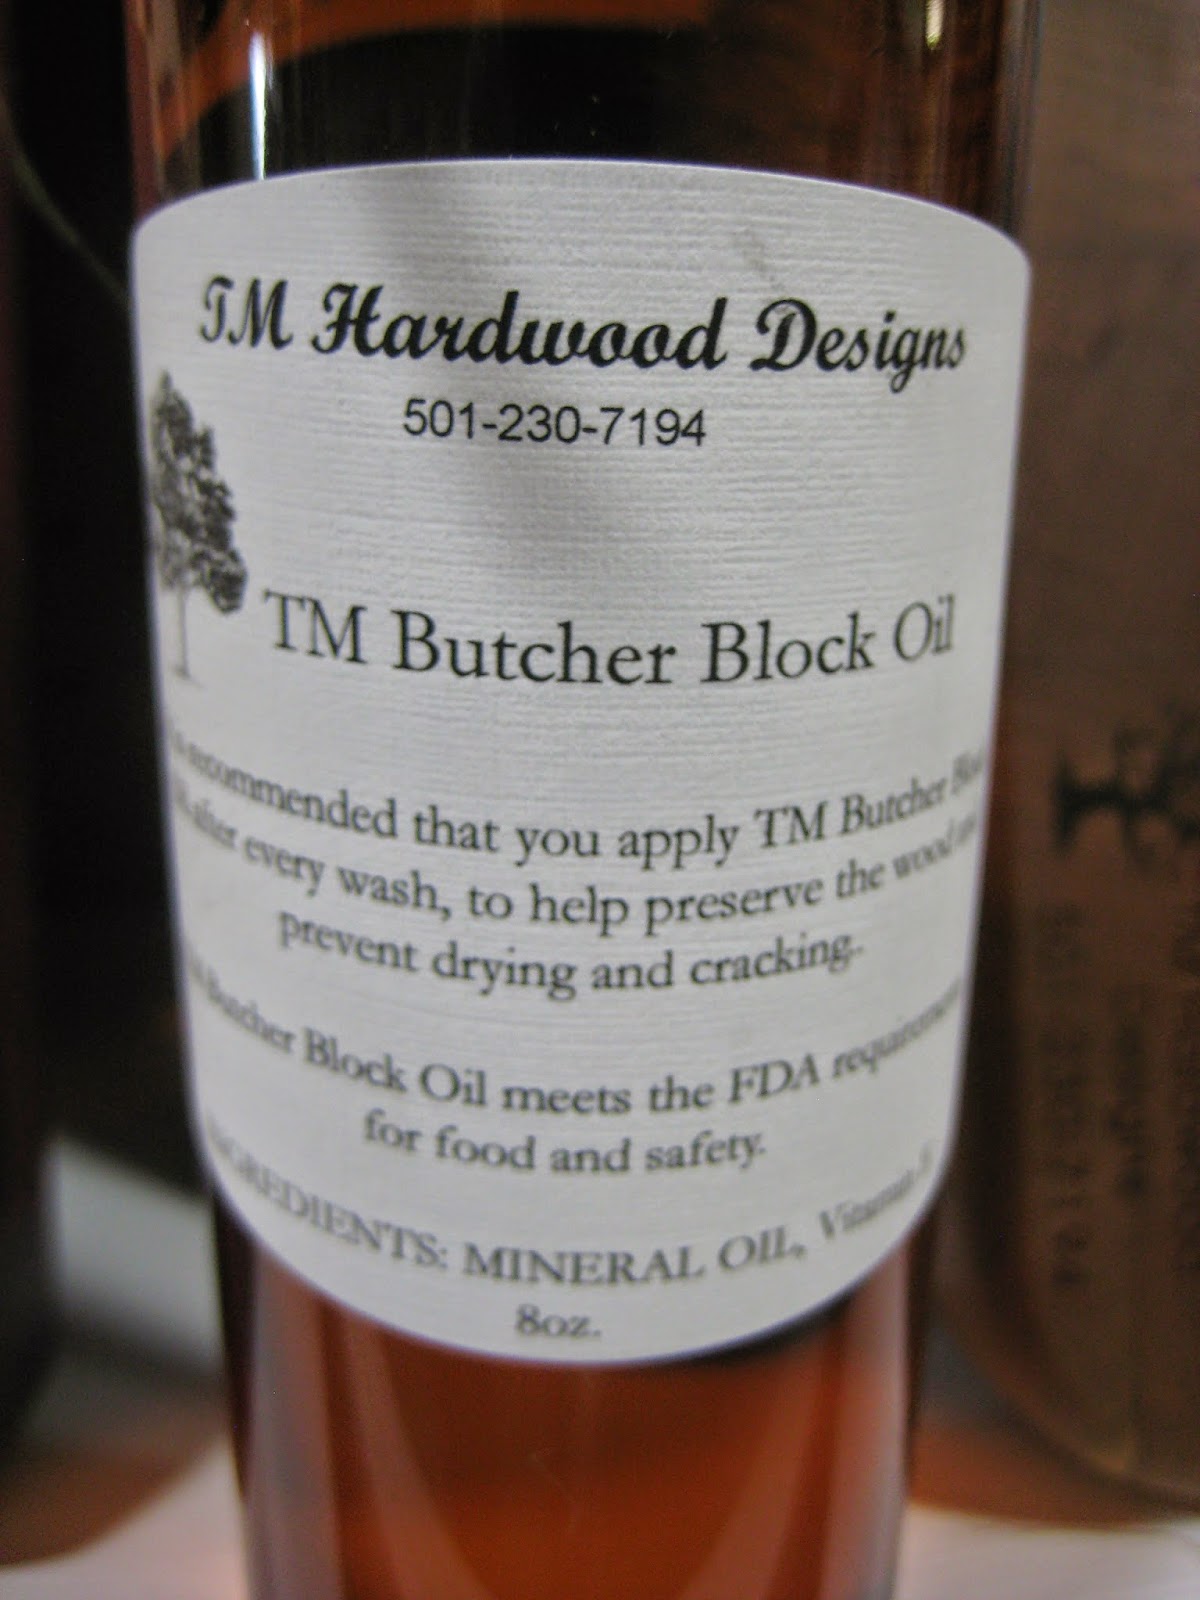 TM Hardwood Designs
501-230-7194
TM Butcher Block Oil
recommended that you apply TM Butcher
after every wash, to help preserve the wood
prevent drying and cracking..
Butcher Block Oil meets the FDA
for food and safety.
INGREDIENTS: MINERAL OIL, Vitamin
8oz.